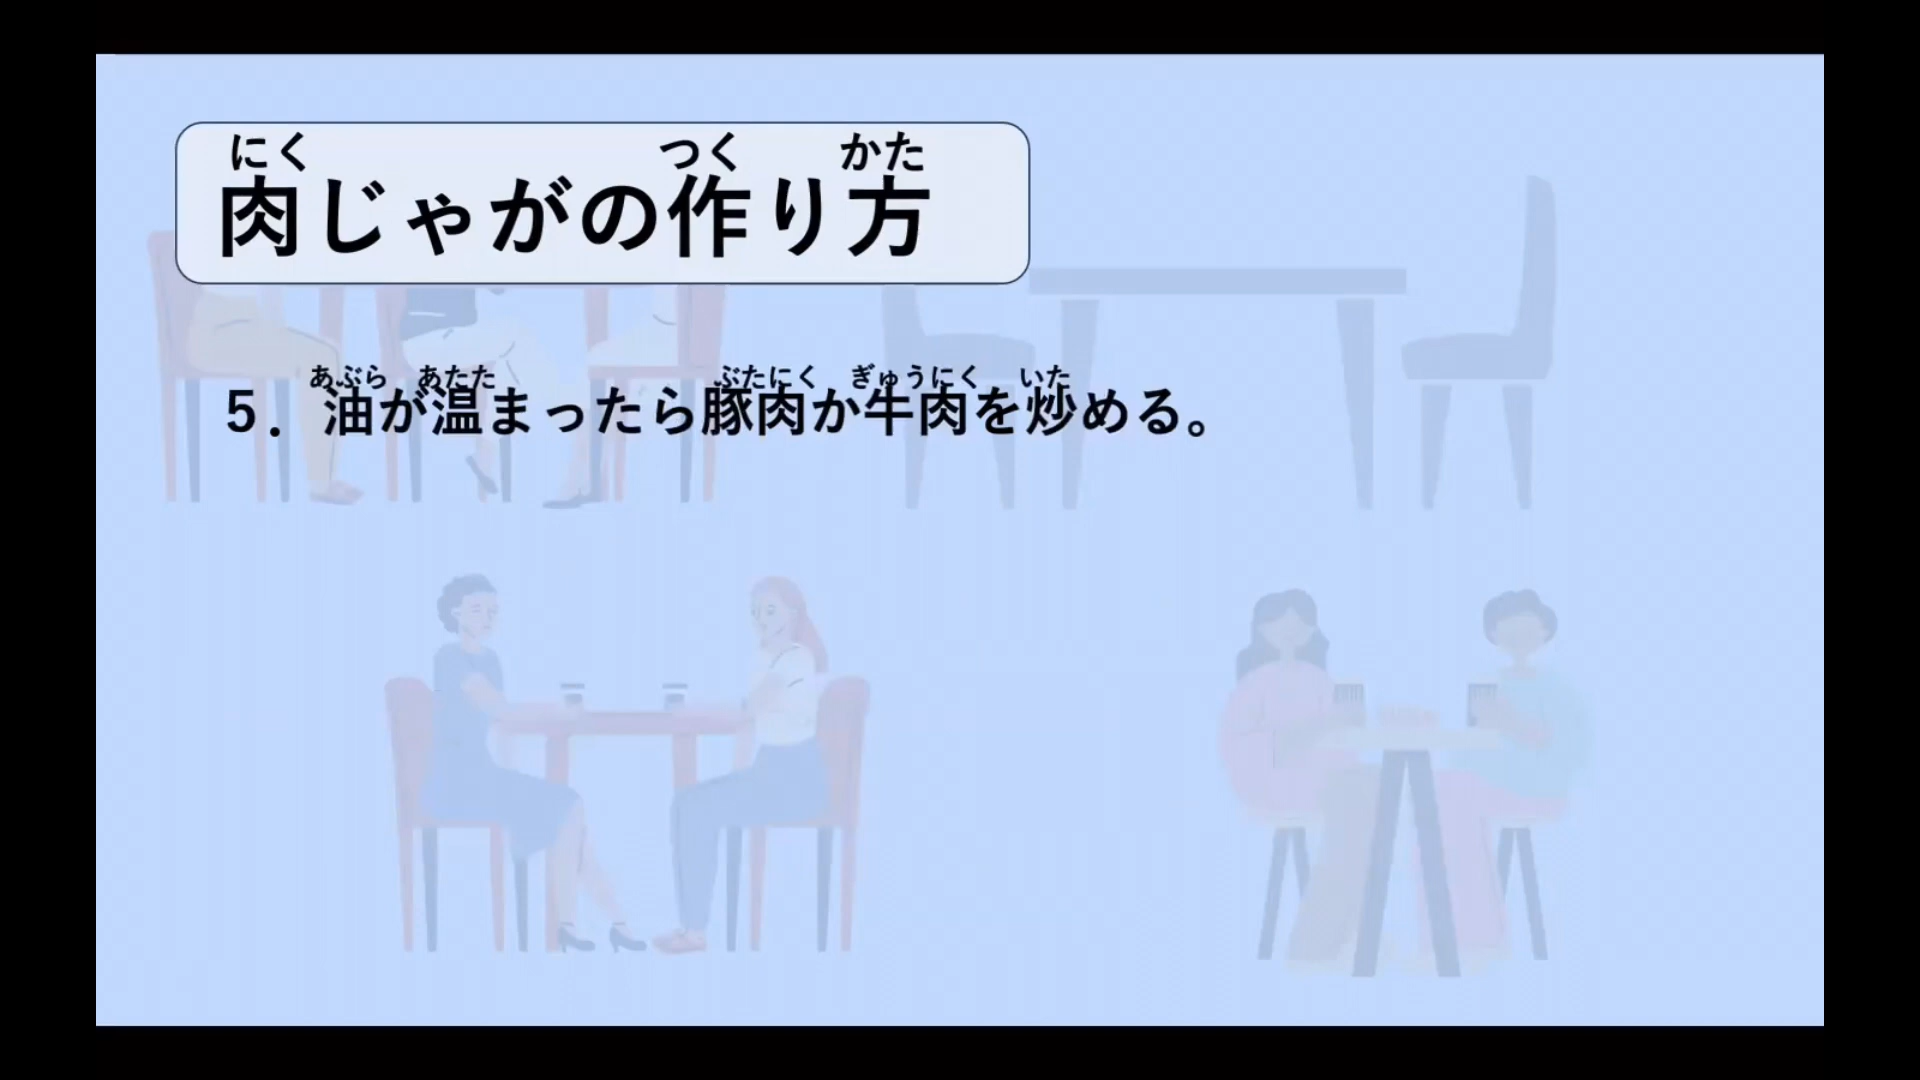 にく つく かた
肉じゃがの作り方
あぶら あたた ぶたにく ぎゅうにく いた
5. 油が温まったら豚肉か牛肉を炒める。